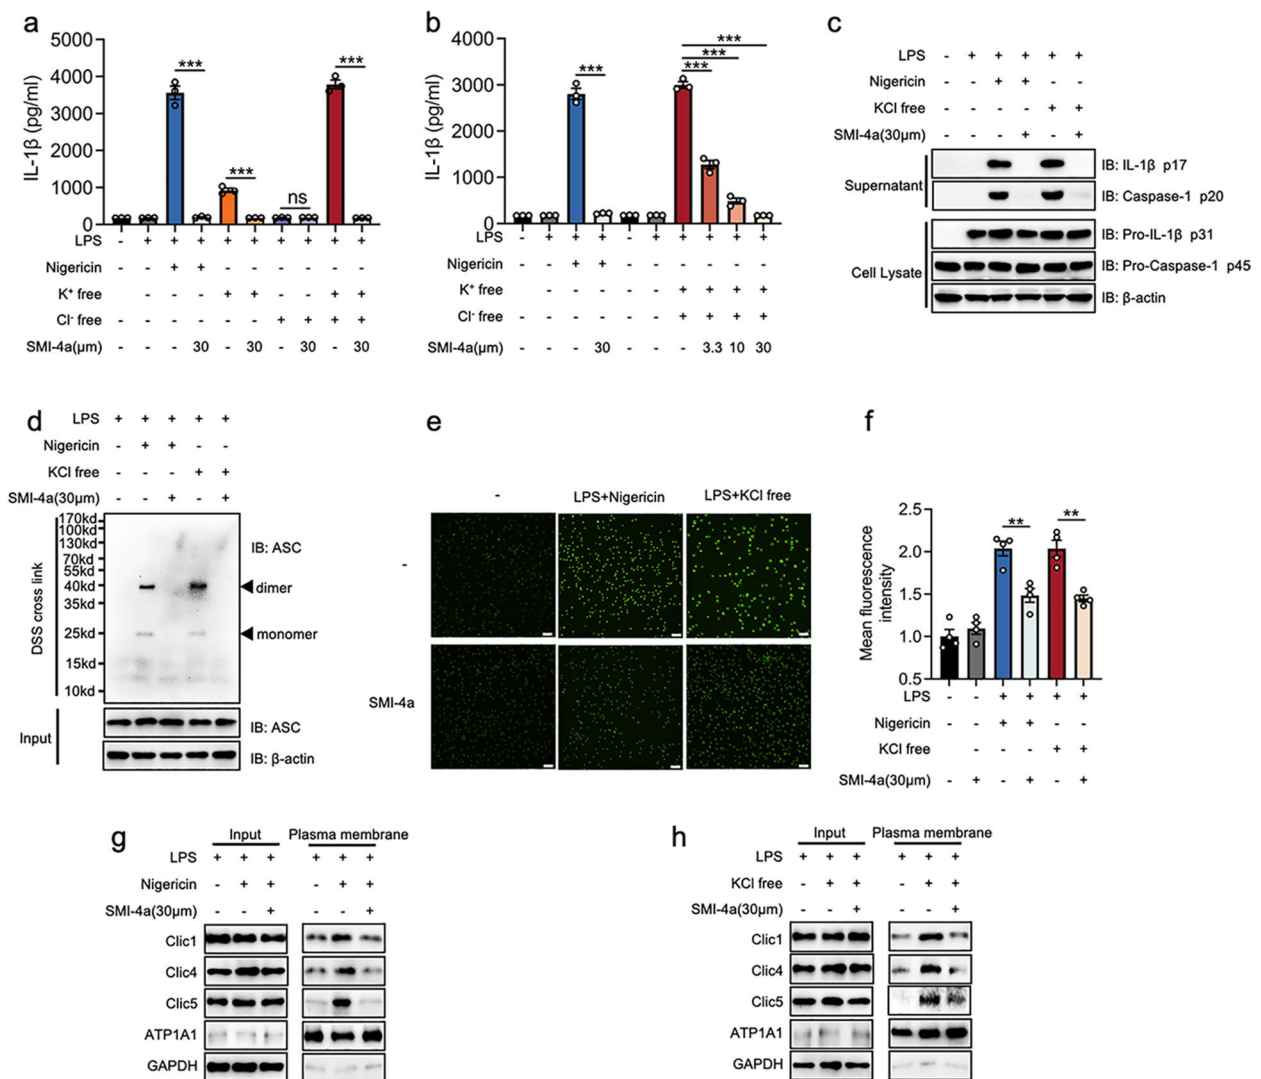 a
IL-1β (pg/ml)
5000
4000
3000
2000
1000
0
*** *** ns ***
LPS - + + + + + + + + +
Nigericin - - + + - - - - - -
K⁺ free - - - - + + - - + +
Cl⁻ free - - - - - - + + + +
SMI-4a(μm) - - - 30 - 30 - 30 - 30
b
IL-1β (pg/ml)
4000
3000
2000
1000
0
*** *** *** ***
LPS - + + + - + + + + +
Nigericin - - + + - - - - - -
K⁺ free - - - - - - + + + +
Cl⁻ free - - - - - - + + + +
SMI-4a(μm) - - - 30 - - - 3.3 10 30
c
LPS - + + + + +
Nigericin - - + + - -
KCl free - - - - + +
SMI-4a(30μm) - - - + - +
Supernatant
IB: IL-1β p17
IB: Caspase-1 p20
Cell Lysate
IB: Pro-IL-1β p31
IB: Pro-Caspase-1 p45
IB: β-actin
d
LPS + + + + +
Nigericin - + + - -
KCl free - - - + +
SMI-4a(30μm) - - + - +
DSS cross link
170kd
100kd
130kd
70kd
55kd
40kd
35kd
25kd
15kd
10kd
IB: ASC
dimer
monomer
Input
IB: ASC
IB: β-actin
e
- LPS+Nigericin LPS+KCl free
-
SMI-4a
f
Mean fluorescence
intensity
2.5
2.0
1.5
1.0
0.5
** **
LPS - - + + + +
Nigericin - - + + - -
KCl free - - - - + +
SMI-4a(30μm) - + - + - +
g
Input Plasma membrane
LPS + + + + + +
Nigericin - + + - + +
SMI-4a(30μm) - - + - - +
Clic1
Clic4
Clic5
ATP1A1
GAPDH
h
Input Plasma membrane
LPS + + + + + +
KCl free - + + - + +
SMI-4a(30μm) - - + - - +
Clic1
Clic4
Clic5
ATP1A1
GAPDH